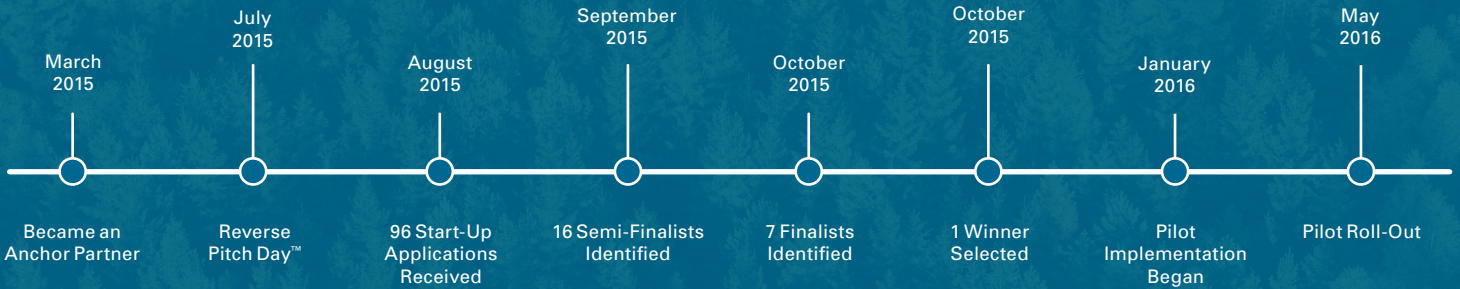 March
2015
Became an
Anchor Partner
July
2015
Reverse
Pitch Day™
August
2015
96 Start-Up
Applications
Received
September
2015
16 Semi-Finalists
Identified
October
2015
7 Finalists
Identified
October
2015
1 Winner
Selected
January
2016
Pilot
Implementation
Began
May
2016
Pilot Roll-Out